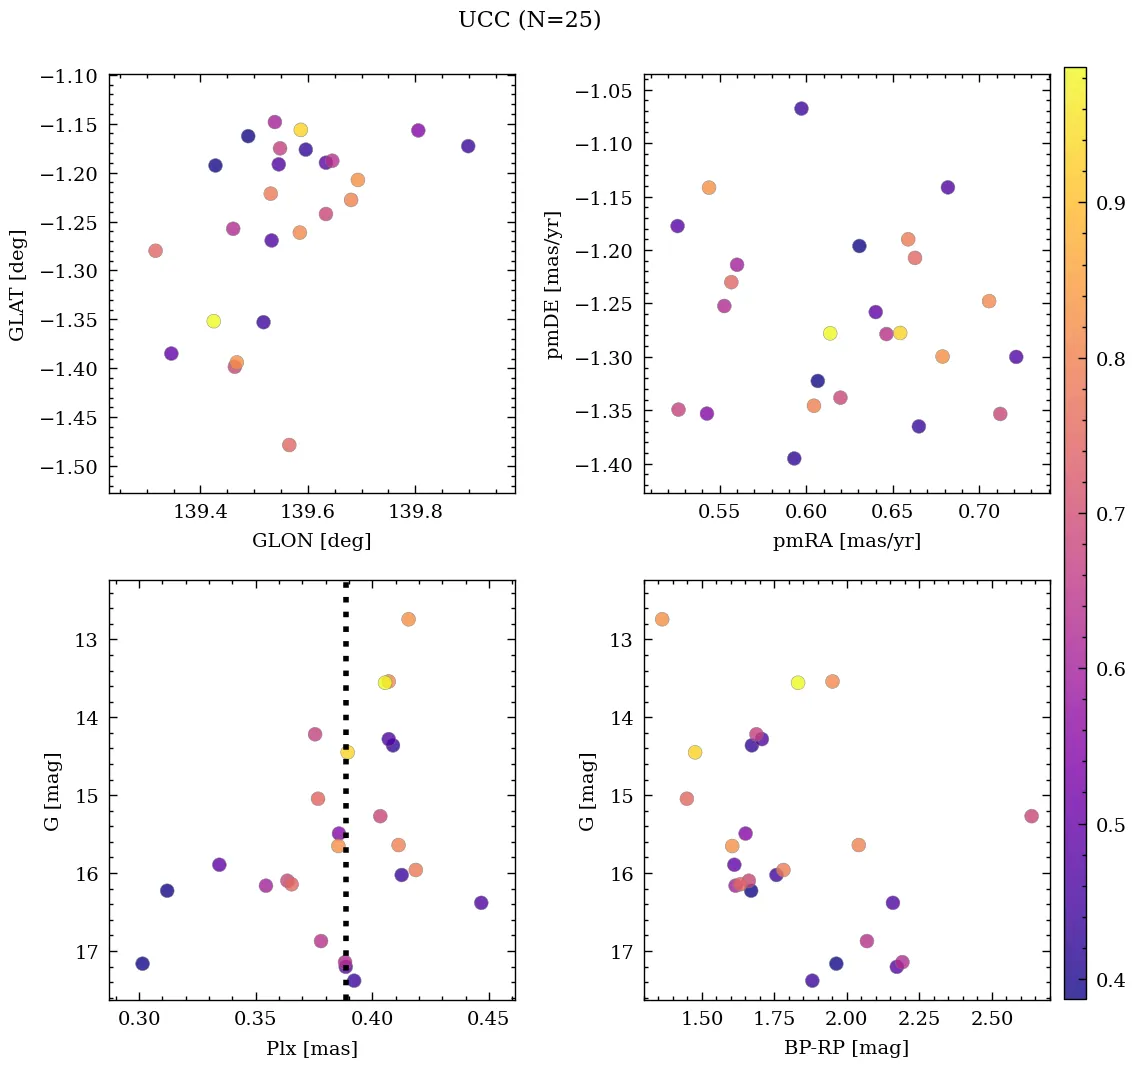 UCC (N=25)
−1.10
−1.15
−1.20
−1.25
−1.30
−1.35
−1.40
−1.45
−1.50
GLAT [deg]
139.4 139.6 139.8
GLON [deg]
−1.05
−1.10
−1.15
−1.20
−1.25
−1.30
−1.35
−1.40
pmDE [mas/yr]
0.55 0.60 0.65 0.70
pmRA [mas/yr]
13
14
15
16
17
G [mag]
0.30 0.35 0.40 0.45
Plx [mas]
13
14
15
16
17
G [mag]
1.50 1.75 2.00 2.25 2.50
BP-RP [mag]
0.9
0.8
0.7
0.6
0.5
0.4